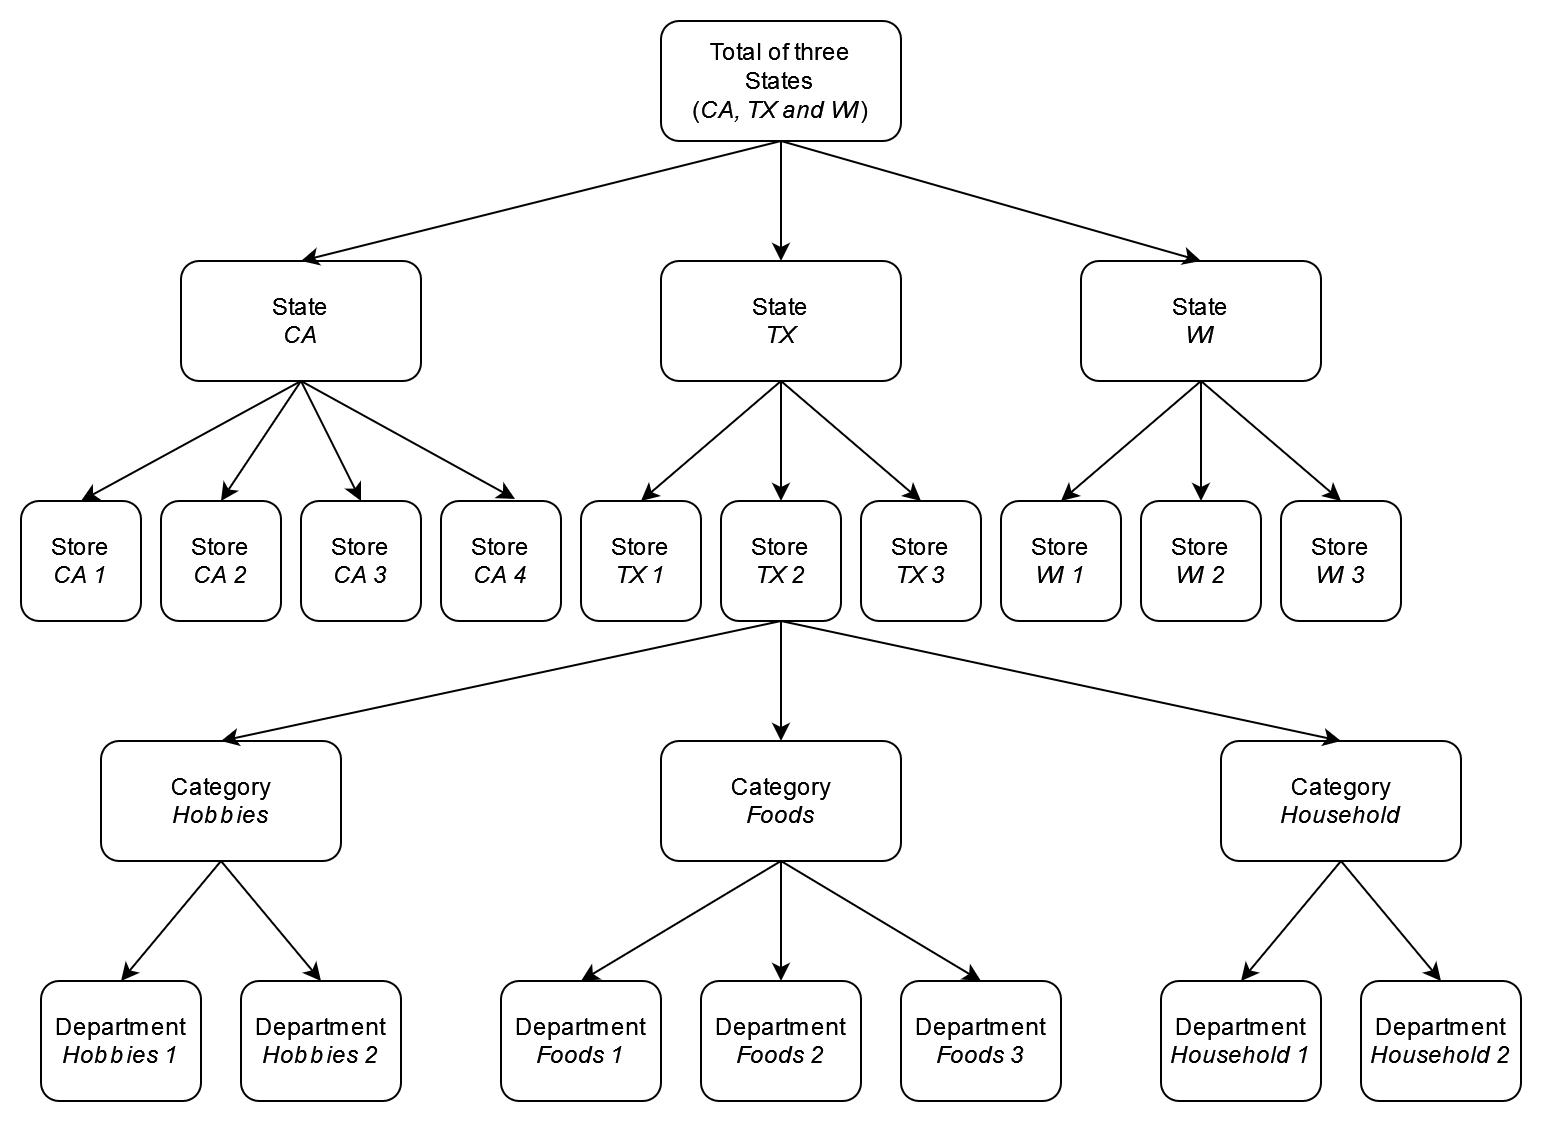 Total of three
States
(CA, TX and WI)
State
CA
State
TX
State
WI
Store
CA 1
Store
CA 2
Store
CA 3
Store
CA 4
Store
TX 1
Store
TX 2
Store
TX 3
Store
WI 1
Store
WI 2
Store
WI 3
Category
Hobbies
Category
Foods
Category
Household
Department
Hobbies 1
Department
Hobbies 2
Department
Foods 1
Department
Foods 2
Department
Foods 3
Department
Household 1
Department
Household 2